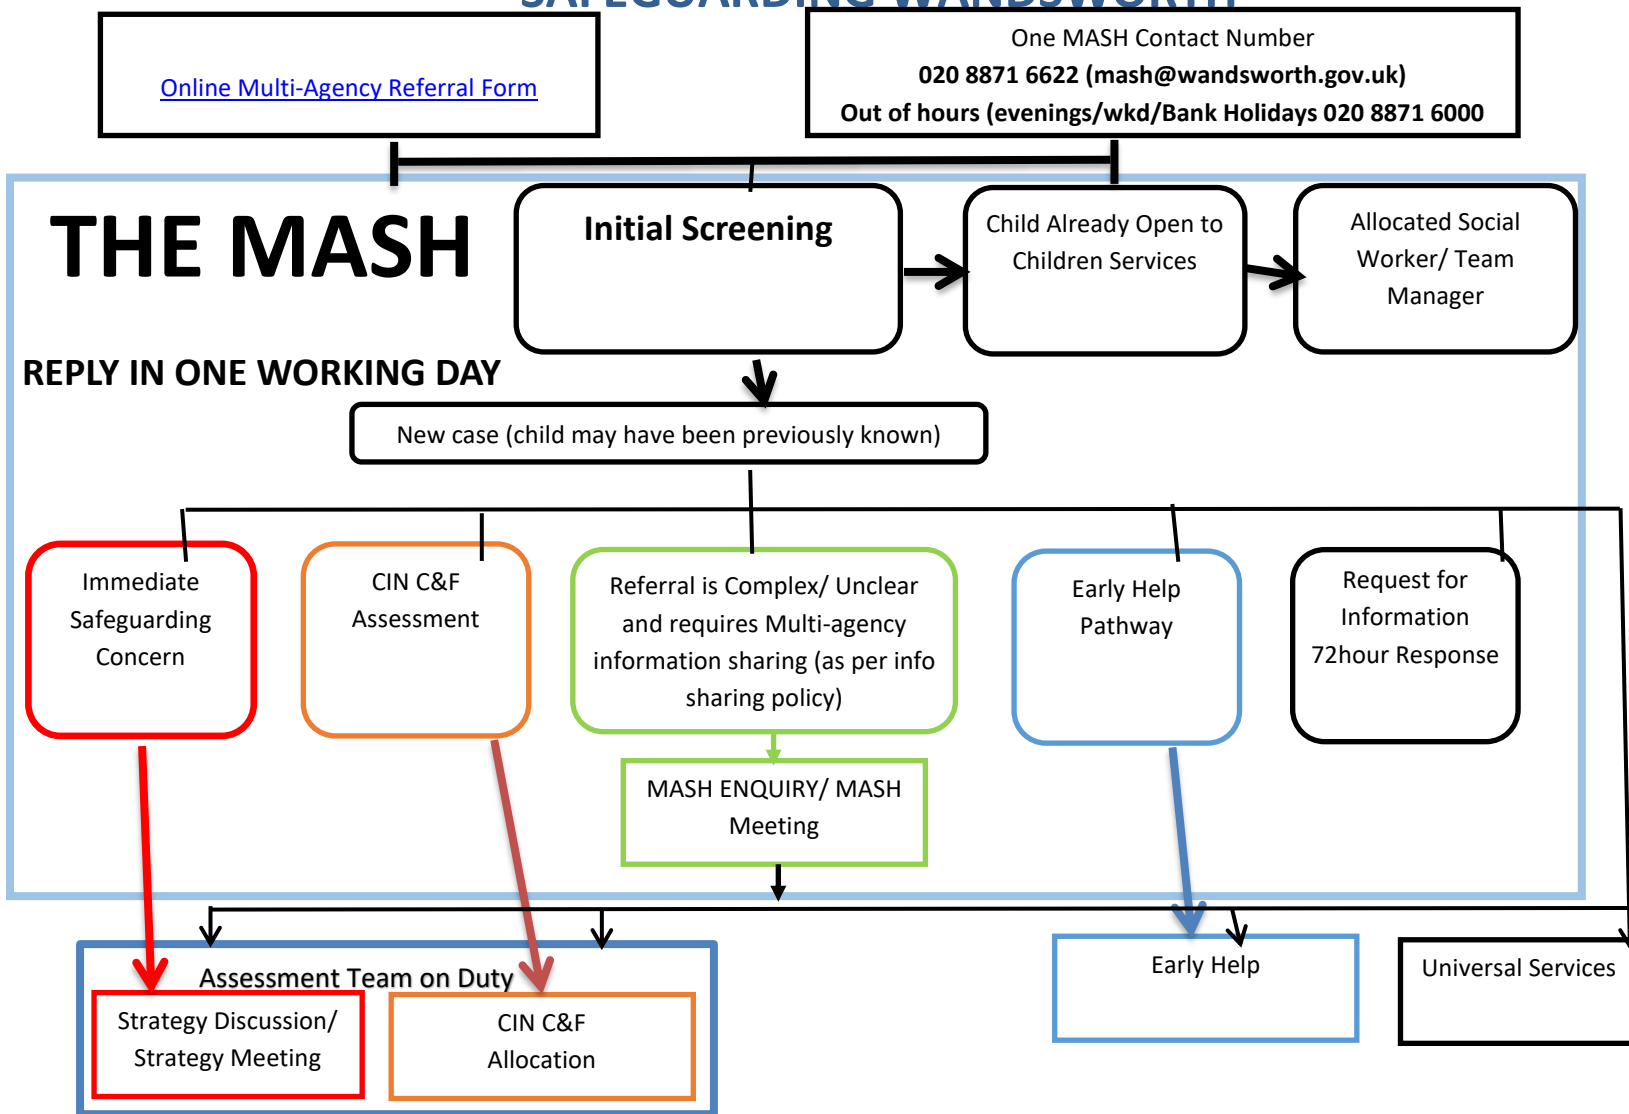 SAFEGUARDING WANDSWORTH
Online Multi-Agency Referral Form
One MASH Contact Number
020 8871 6622 (mash@wandsworth.gov.uk)
Out of hours (evenings/wkd/Bank Holidays 020 8871 6000
THE MASH
REPLY IN ONE WORKING DAY
Initial Screening
Child Already Open to
Children Services
Allocated Social
Worker/ Team
Manager
New case (child may have been previously known)
Immediate
Safeguarding
Concern
CIN C&F
Assessment
Referral is Complex/ Unclear
and requires Multi-agency
information sharing (as per info
sharing policy)
Early Help
Pathway
Request for
Information
72hour Response
MASH ENQUIRY/ MASH
Meeting
Assessment Team on Duty
Strategy Discussion/
Strategy Meeting
CIN C&F
Allocation
Early Help
Universal Services